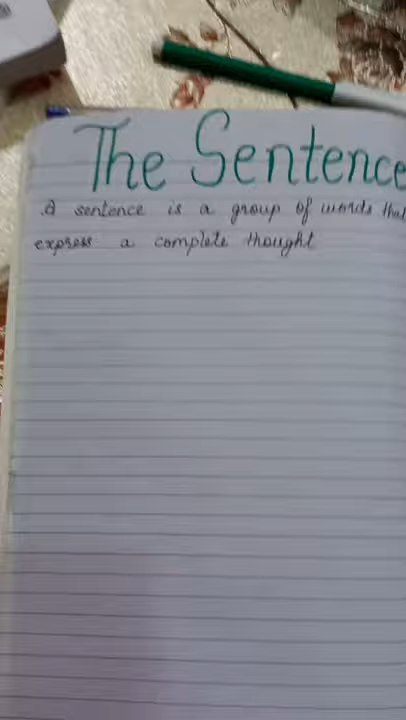 The Sentence
A sentence is a group of words that
express a complete thought